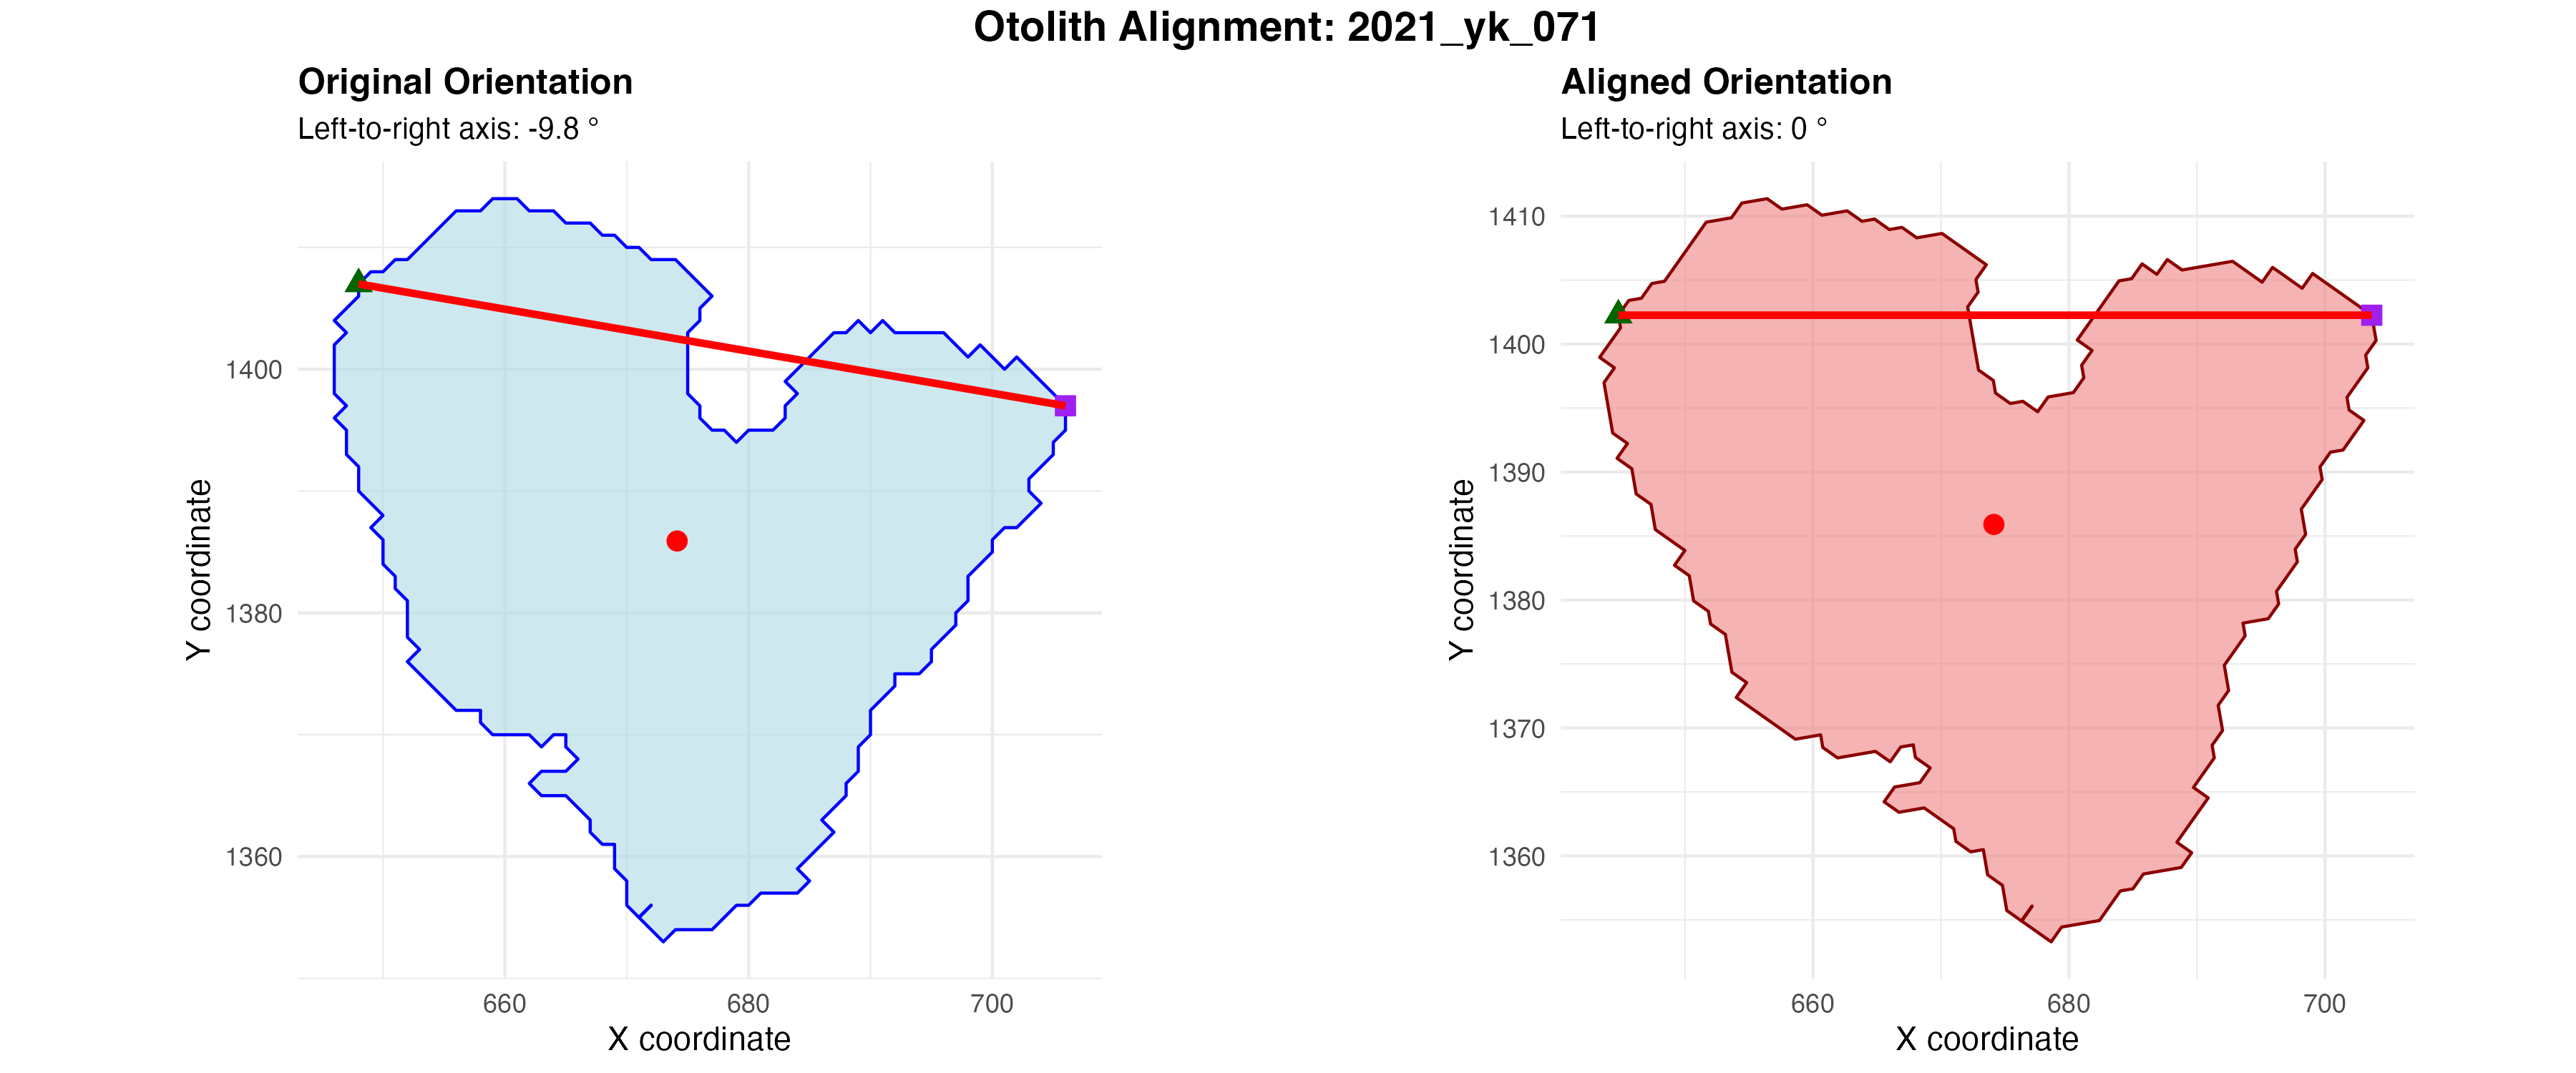 Otolith Alignment: 2021_yk_071
Original Orientation
Left-to-right axis: -9.8 °
Y coordinate
1400
1380
1360
660
680
700
X coordinate
Aligned Orientation
Left-to-right axis: 0 °
Y coordinate
1410
1400
1390
1380
1370
1360
660
680
700
X coordinate